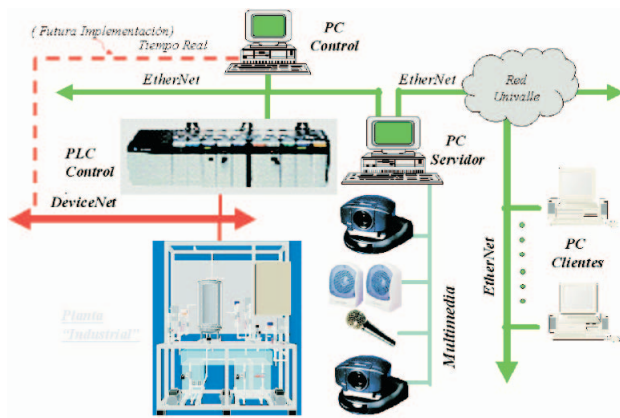 ( Futura Implementación)
Tiempo Real
PC
Control
EtherNet
EtherNet
Red
Univalle
PLC
Control
PC
Servidor
DeviceNet
PC
Clientes
EtherNet
Multimedia
Planta
"Industrial"